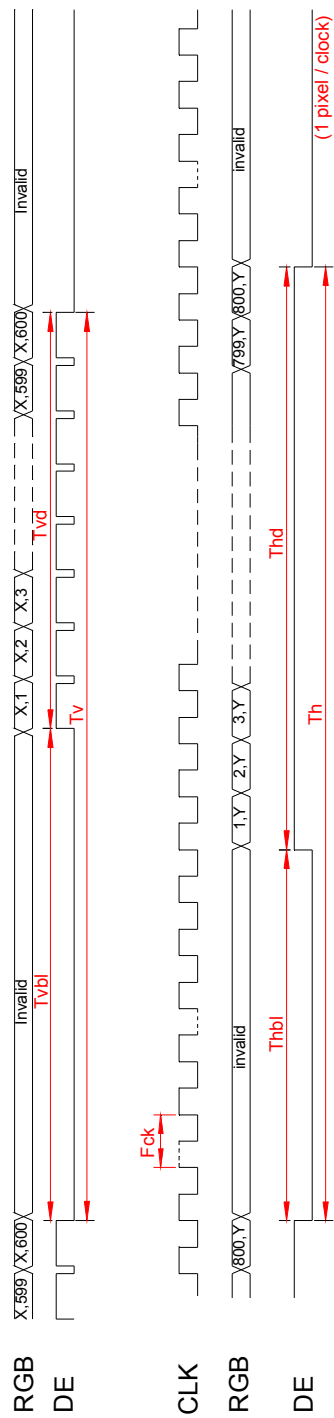 RGB X,599 X,600 Invalid X,1 X,2 X,3 X,599 X,600 Invalid
DE Tvbl Tvd
Tv
Fck
CLK
RGB 800,Y invalid 1,Y 2,Y 3,Y 799,Y 800,Y invalid
DE Thbl Thd
Th (1 pixel / clock)